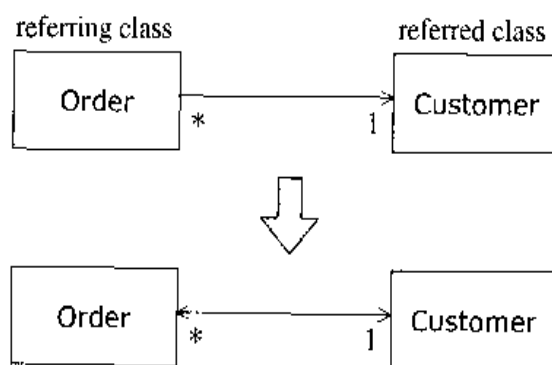 referring class referred class
Order Customer
* 1
Order Customer
* 1